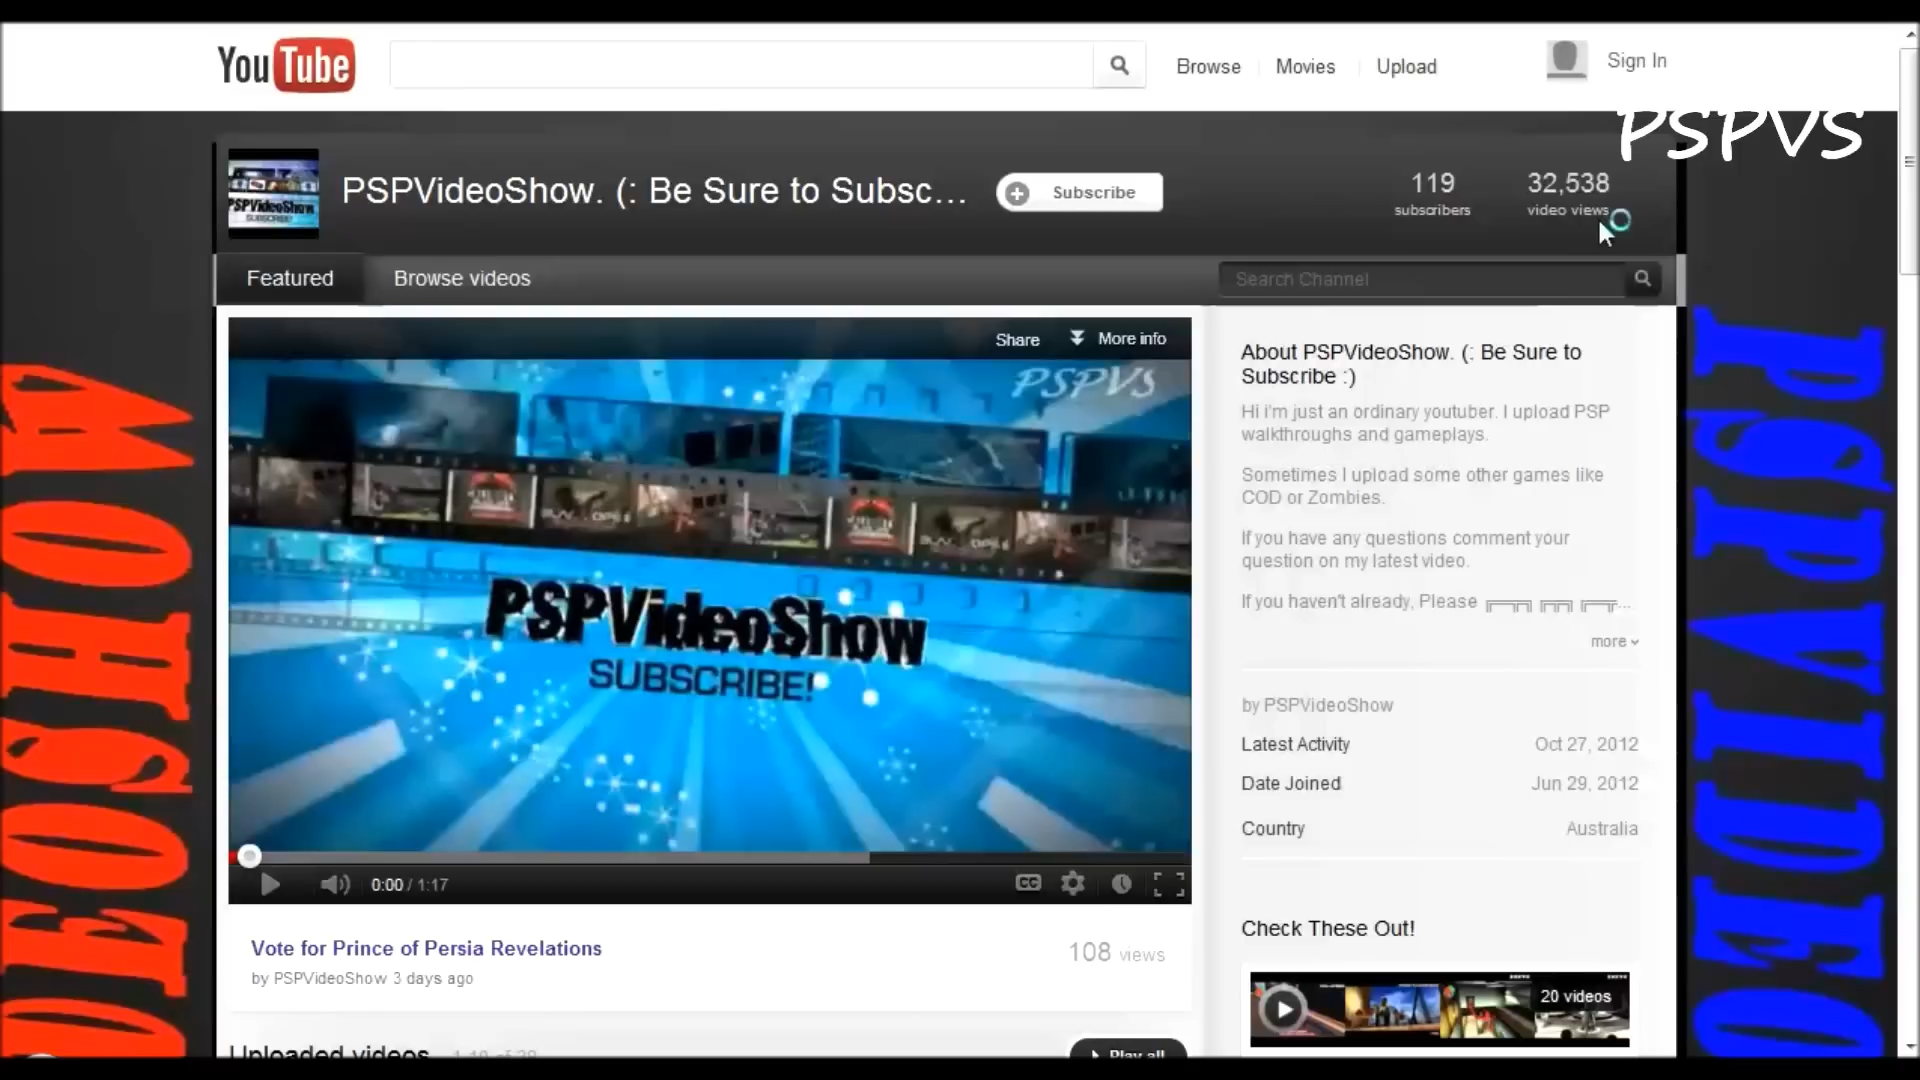 YouTube
Browse
Movies
Upload
Sign In
PSPVS
PSPVideoShow. (: Be Sure to Subsc...
Subscribe
119
subscribers
32,538
video views
PSPVideoShow
SUBSCRIBE!
Featured
Browse videos
Search Channel
Share
More info
PSPVS
PSPVideoShow
SUBSCRIBE!
CC
0:00 / 1:17
Vote for Prince of Persia Revelations
108 views
by PSPVideoShow 3 days ago
Uploaded videos
Play all
About PSPVideoShow. (: Be Sure to
Subscribe :)
Hi i'm just an ordinary youtuber. I upload PSP
walkthroughs and gameplays.
Sometimes I upload some other games like
COD or Zombies.
If you have any questions comment your
question on my latest video.
If you haven't already, Please
more
by PSPVideoShow
Latest Activity Oct 27, 2012
Date Joined Jun 29, 2012
Country Australia
Check These Out!
20 videos
PSPVIDEO